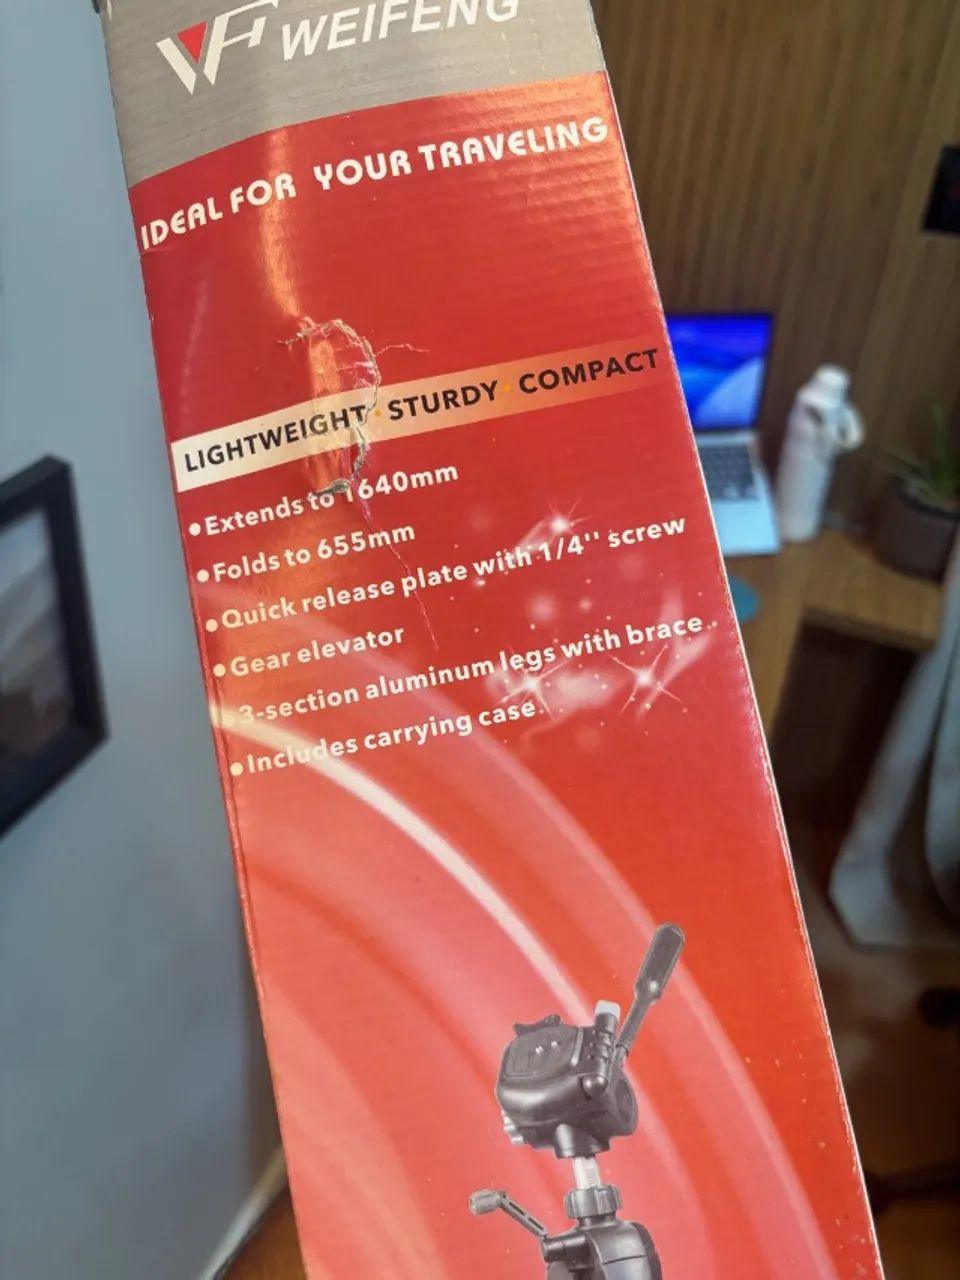 WF WEIFENG
IDEAL FOR YOUR TRAVELING
LIGHTWEIGHT · STURDY · COMPACT
• Extends to 1640mm
• Folds to 655mm
• Quick release plate with 1/4'' screw
• Gear elevator
• 3-section aluminum legs with brace
• Includes carrying case